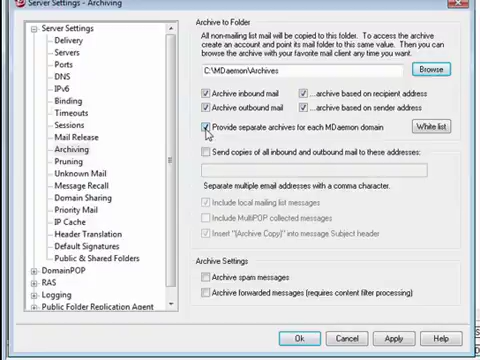 Server Settings - Archiving
Server Settings
Delivery
Servers
Ports
DNS
IPv6
Binding
Timeouts
Sessions
Mail Release
Archiving
Pruning
Unknown Mail
Message Recall
Domain Sharing
Priority Mail
IP Cache
Header Translation
Default Signatures
Public & Shared Folders
DomainPOP
RAS
Logging
Public Folder Replication Agent
Archive to Folder
All non-mailing list mail will be copied to this folder. To access the archive
create an account and point its mail folder to this same value. Then you can
browse the archive with your favorite mail client any time you want.
C:\MDaemon\Archives
Browse
Archive inbound mail
...archive based on recipient address
Archive outbound mail
...archive based on sender address
Provide separate archives for each MDaemon domain
White list
Send copies of all inbound and outbound mail to these addresses:
Separate multiple email addresses with a comma character.
Include local mailing list messages
Include MultiPOP collected messages
Insert "(Archive Copy)" into message Subject header
Archive Settings
Archive spam messages
Archive forwarded messages (requires content filter processing)
Ok
Cancel
Apply
Help